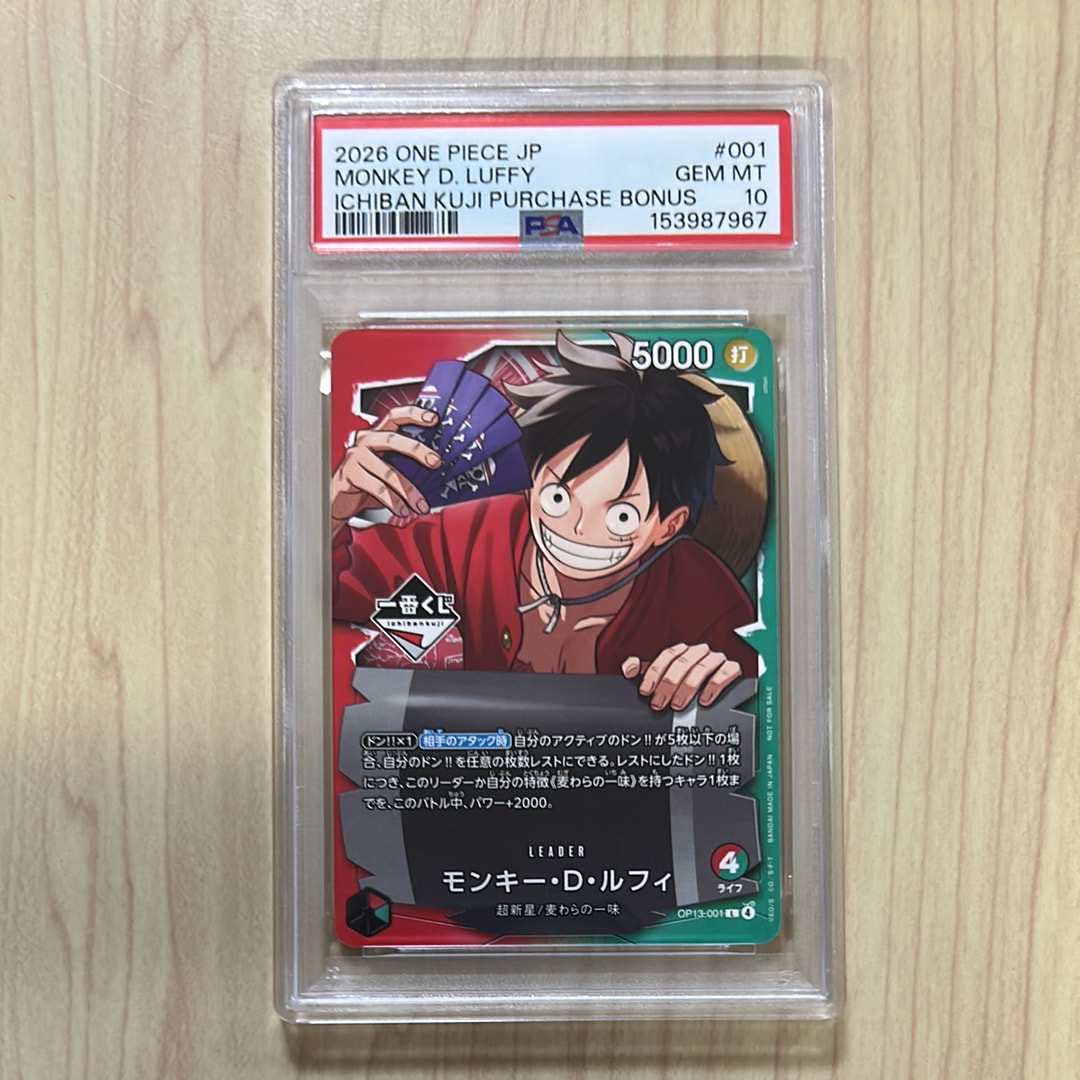 2026 ONE PIECE JP #001
MONKEY D. LUFFY GEM MT
ICHIBAN KUJI PURCHASE BONUS 10
PSA 153987967
5000 打
一番くじ
ichibankuji
ドン!!×1 相手のアタック時 自分のアクティブのドン!!が5枚以下の場
合、自分のドン!!を任意の枚数レストにできる。レストにしたドン!!1枚
につき、このリーダーか自分の特徴《麦わらの一味》を持つキャラ1枚ま
でを、このバトル中、パワー+2000。
LEADER
モンキー・D・ルフィ
超新星/麦わらの一味
4
ライフ
OP13-001 L 4
BANDAI MADE IN JAPAN NOT FOR SALE